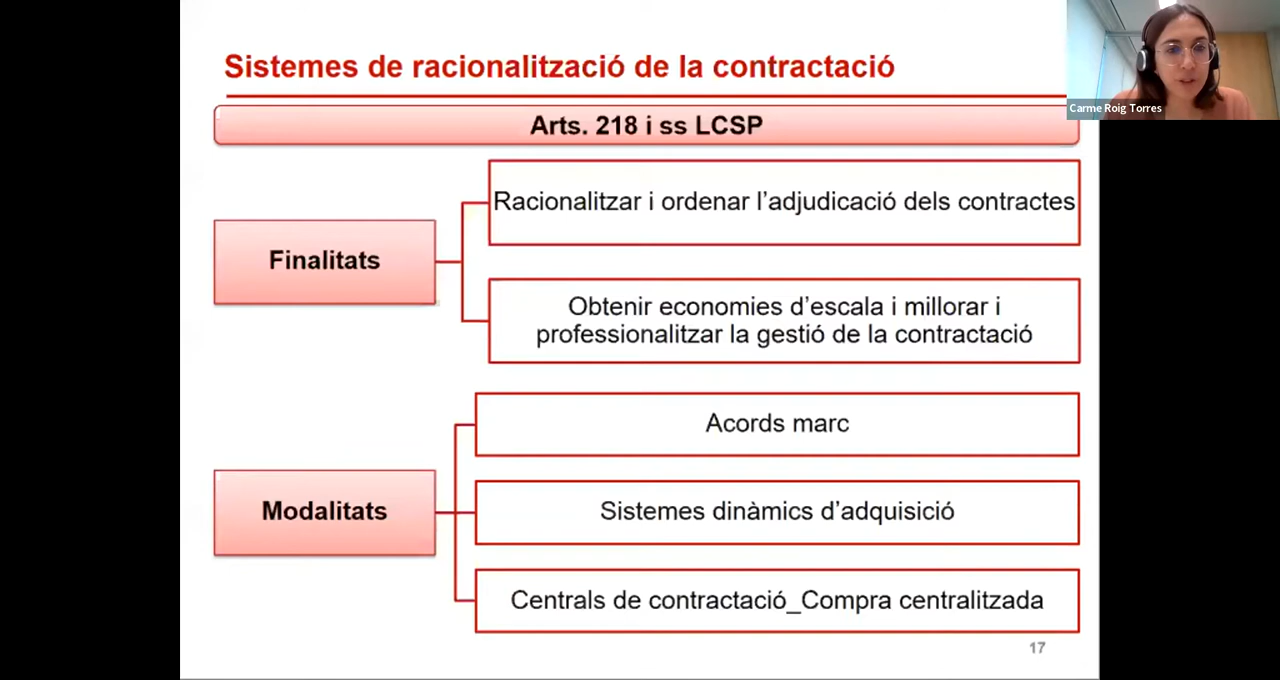 Sistemes de racionalització de la contractació
Carme Roig Torres
Arts. 218 i ss LCSP
Finalitats
Racionalitzar i ordenar l’adjudicació dels contractes
Obtenir economies d’escala i millorar i
professionalitzar la gestió de la contractació
Modalitats
Acords marc
Sistemes dinàmics d’adquisició
Centrals de contractació_Compra centralitzada
17